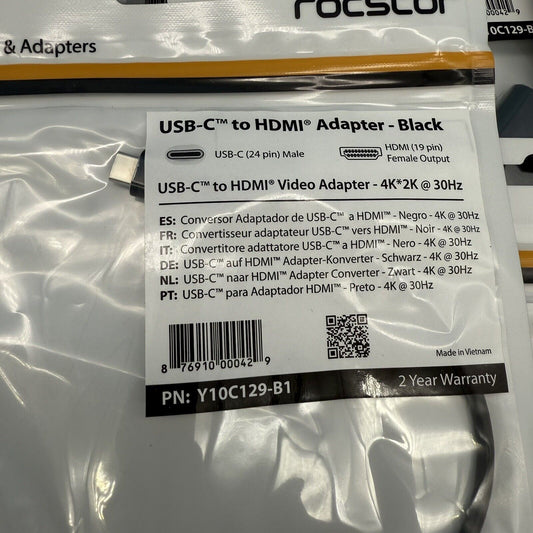 rocstor
& Adapters
0C129-B
USB-C™ to HDMI® Adapter - Black
USB-C (24 pin) Male
HDMI (19 pin)
Female Output
USB-C™ to HDMI® Video Adapter - 4K*2K @ 30Hz
ES: Conversor Adaptador de USB-C™ a HDMI™ - Negro - 4K @ 30Hz
FR: Convertisseur adaptateur USB-C™ vers HDMI™ - Noir - 4K @ 30Hz
IT: Convertitore adattatore USB-C™ a HDMI™ - Nero - 4K @ 30Hz
DE: USB-C™ auf HDMI™ Adapter-Konverter - Schwarz - 4K @ 30Hz
NL: USB-C™ naar HDMI™ Adapter Converter - Zwart - 4K @ 30Hz
PT: USB-C™ para Adaptador HDMI™ - Preto - 4K @ 30Hz
8 76910 00042 9
Made in Vietnam
PN: Y10C129-B1
2 Year Warranty